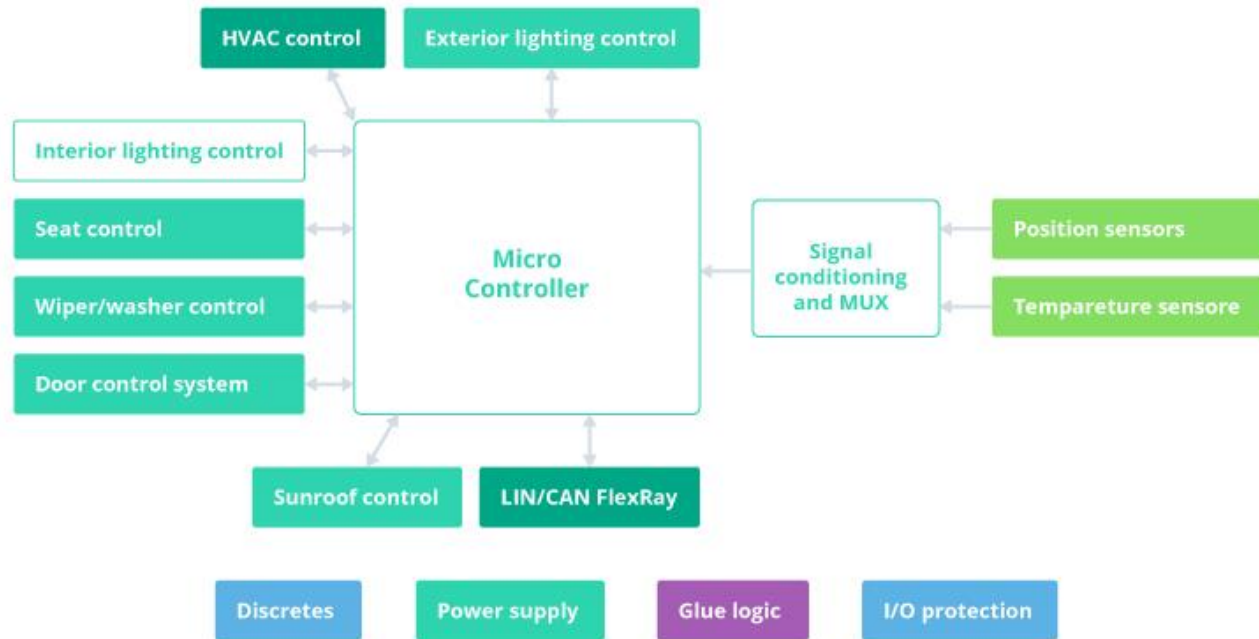 HVAC control
Exterior lighting control
Interior lighting control
Seat control
Wiper/washer control
Door control system
Micro
Controller
Signal
conditioning
and MUX
Position sensors
Tempareture sensore
Sunroof control
LIN/CAN FlexRay
Discretes
Power supply
Glue logic
I/O protection